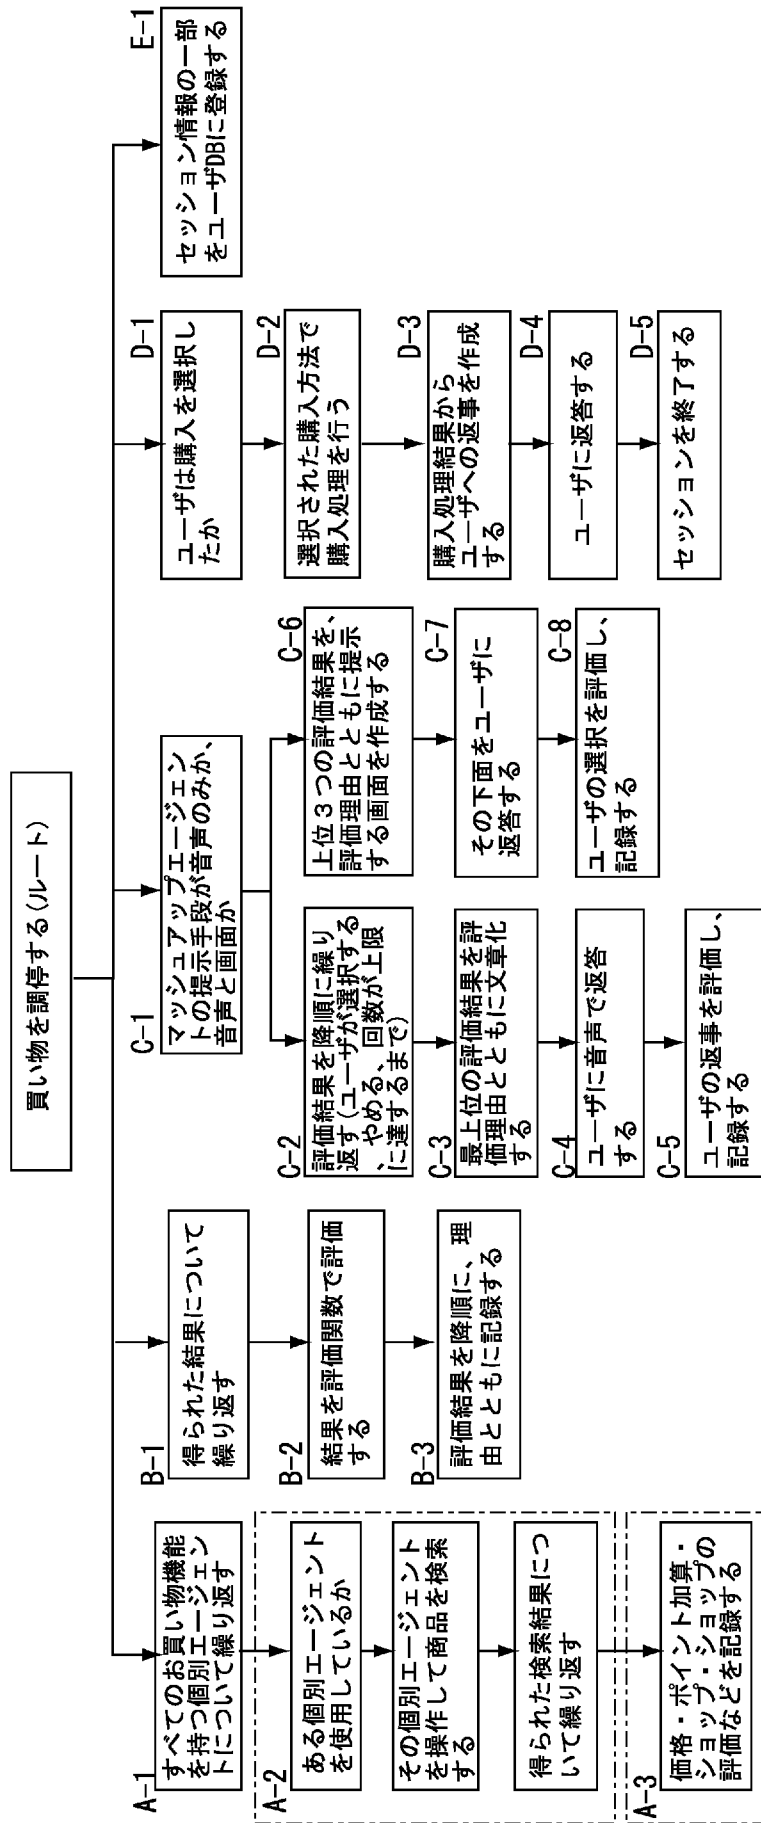 買い物を調停する(ルート)
A-1
すべてのお買い物機能
を持つ個別エージェン
トについて繰り返す
A-2
ある個別エージェント
を使用しているか
その個別エージェント
を操作して商品を検索
する
得られた検索結果につ
いて繰り返す
A-3
価格・ポイント加算・
ショップ・ショップの
評価などを記録する
B-1
得られた結果について
繰り返す
B-2
結果を評価関数で評価
する
B-3
評価結果を降順に、理
由とともに記録する
C-1
マッシュアップエージェン
トの提示手段が音声のみか、
音声と画面か
C-2
評価結果を降順に繰り
返す(ユーザが選択する
、やめる、回数が上限
に達するまで)
C-3
最上位の評価結果を評
価理由とともに文章化
する
C-4
ユーザに音声で返答
する
C-5
ユーザの返事を評価し、
記録する
C-6
上位3つの評価結果を、
評価理由とともに提示
する画面を作成する
C-7
その下面をユーザに
返答する
C-8
ユーザの選択を評価し、
記録する
D-1
ユーザは購入を選択し
たか
D-2
選択された購入方法で
購入処理を行う
D-3
購入処理結果から
ユーザへの返事を作成
する
D-4
ユーザに返答する
D-5
セッションを終了する
E-1
セッション情報の一部
をユーザDBに登録する